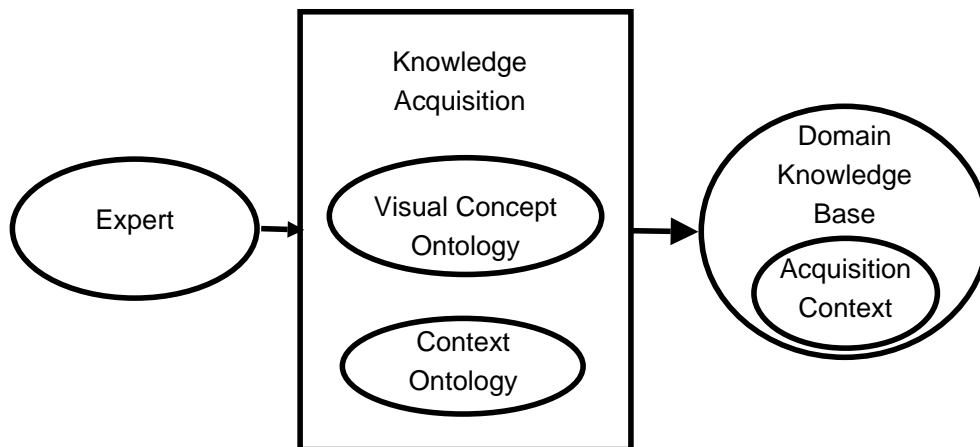 Expert
Knowledge
Acquisition
Visual Concept
Ontology
Context
Ontology
Domain
Knowledge
Base
Acquisition
Context